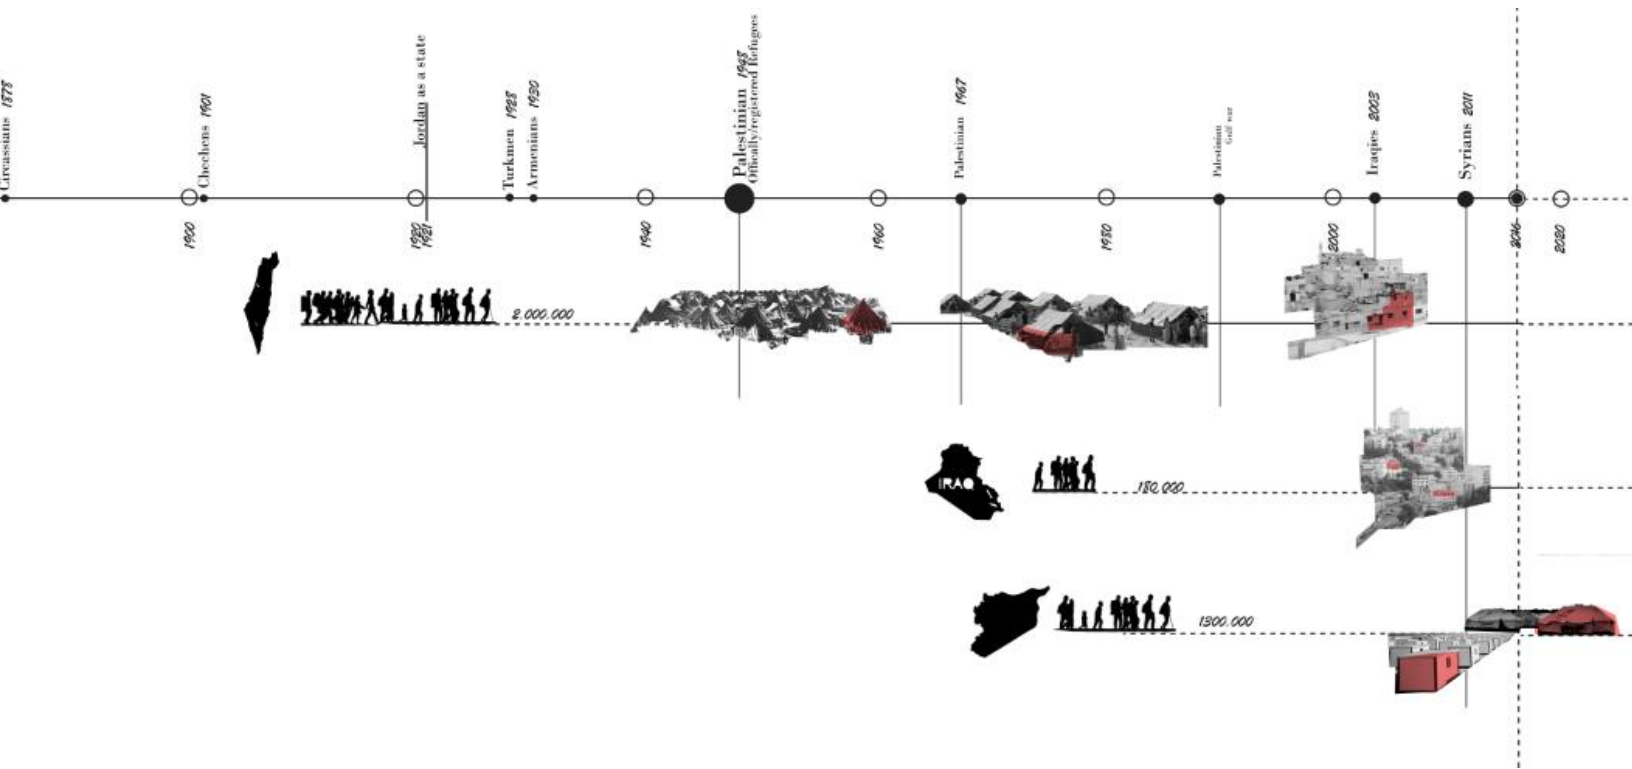 Circassians 1878
Chechens 1901
Jordan as a state
Turkmen 1928
Armenians 1930
Palestinian 1948
Offically/registered Refugees
Palestinian 1967
Palestinian
Gulf war
Iraqies 2003
Syrians 2011
1900
1920
1921
1940
1960
1980
2000
2016
2020
2.000.000
IRAQ
180.000
1300.000